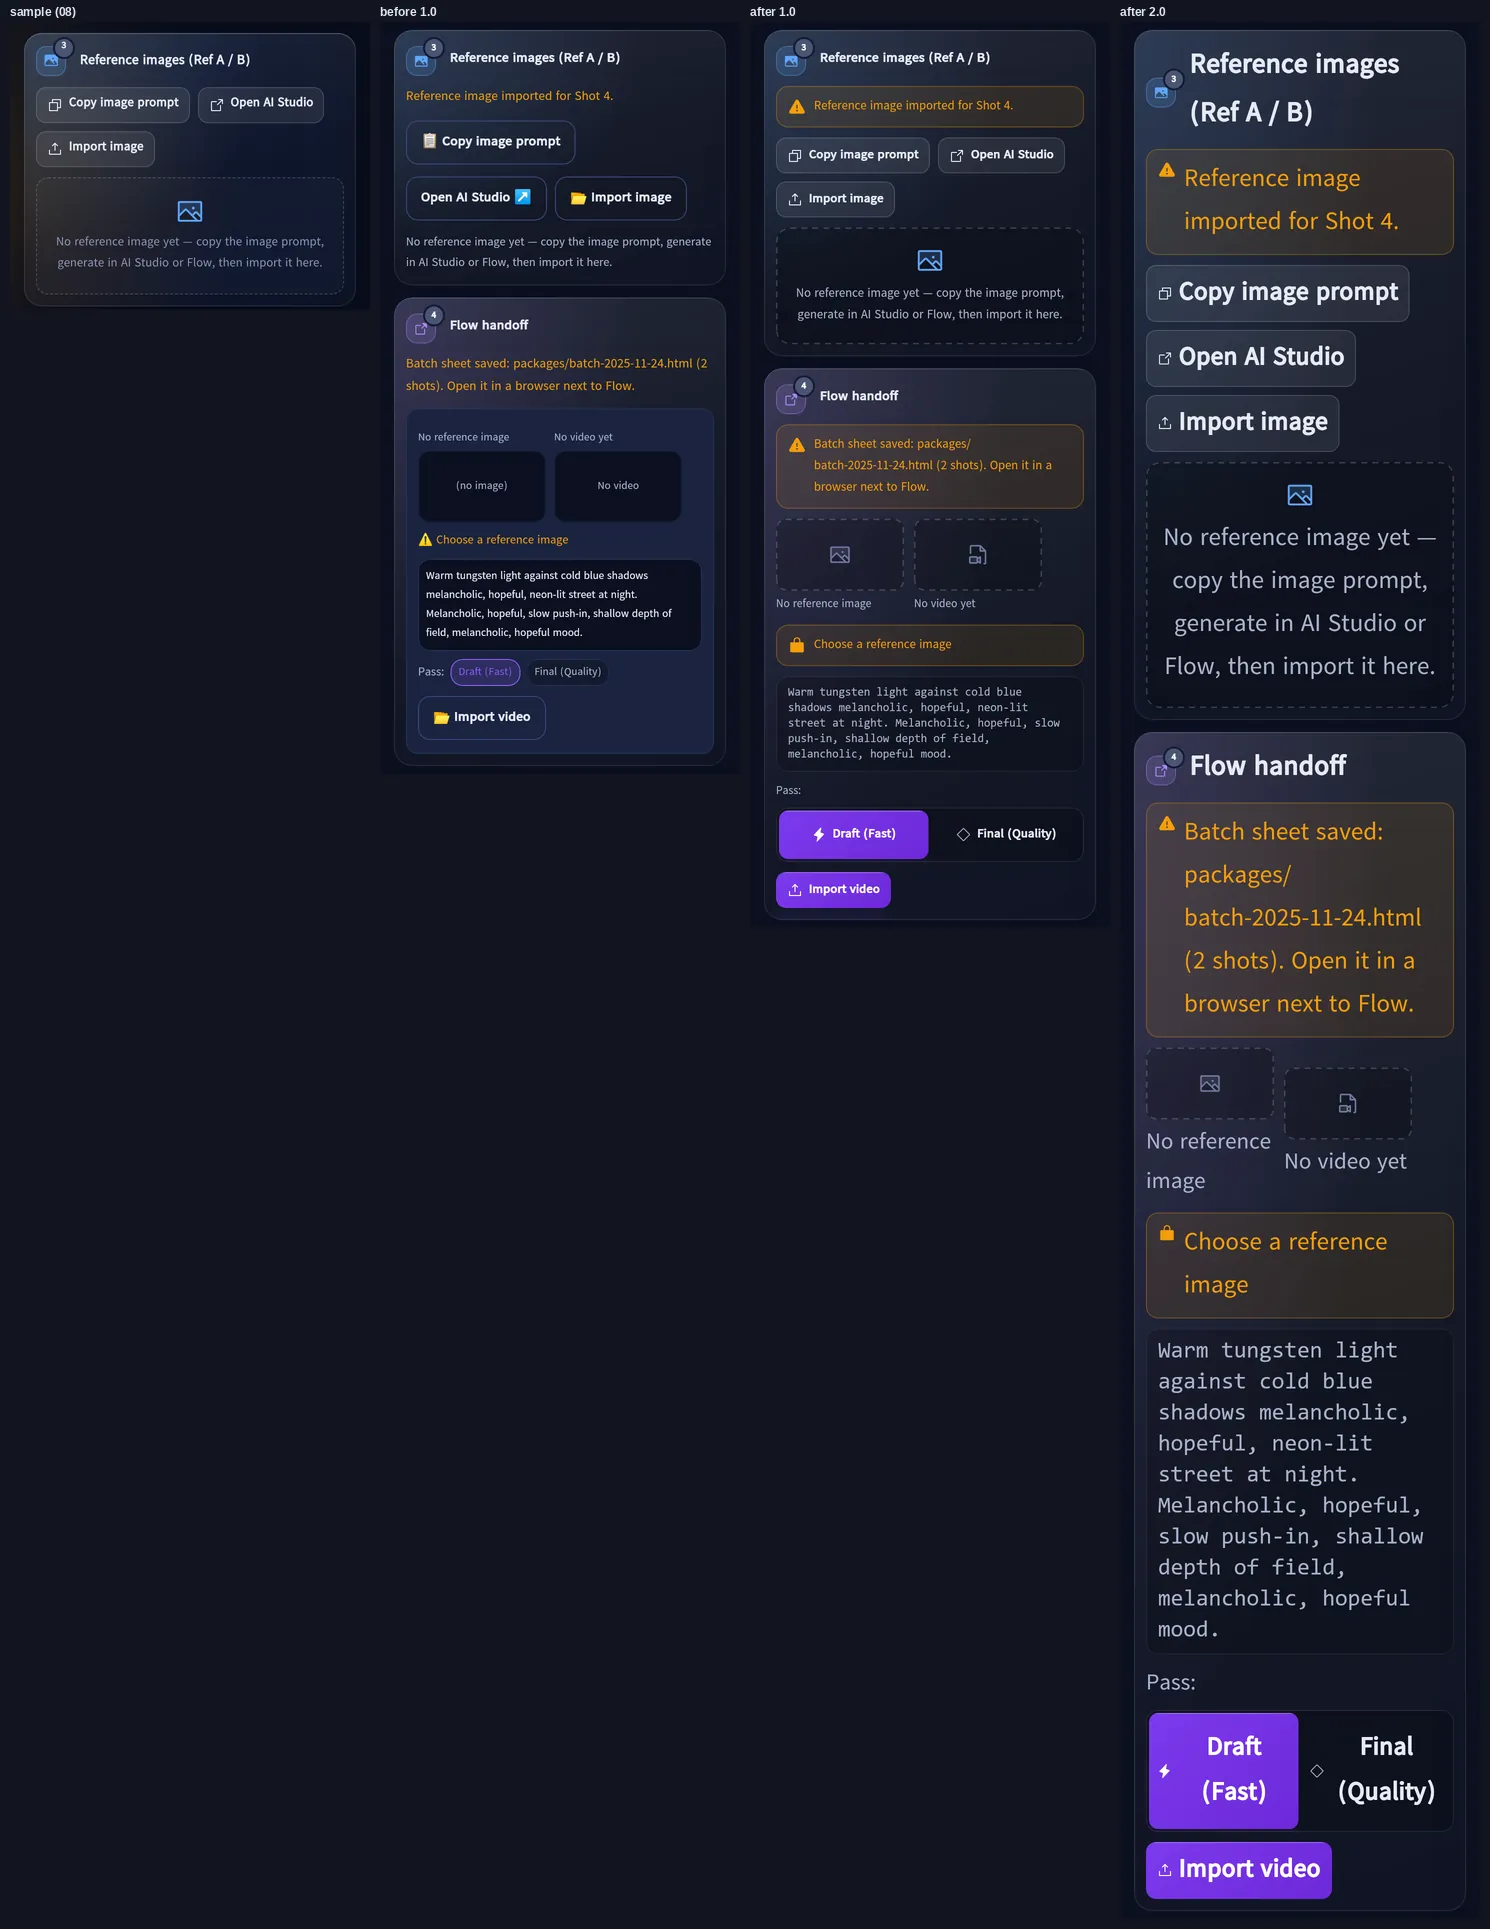 sample (08)
3
Reference images (Ref A / B)
Copy image prompt
Open AI Studio
Import image
No reference image yet — copy the image prompt,
generate in AI Studio or Flow, then import it here.
before 1.0
3
Reference images (Ref A / B)
Reference image imported for Shot 4.
Copy image prompt
Open AI Studio
Import image
No reference image yet — copy the image prompt, generate
in AI Studio or Flow, then import it here.
4
Flow handoff
Batch sheet saved: packages/batch-2025-11-24.html (2
shots). Open it in a browser next to Flow.
No reference image
No video yet
(no image)
No video
Choose a reference image
Warm tungsten light against cold blue shadows
melancholic, hopeful, neon-lit street at night.
Melancholic, hopeful, slow push-in, shallow depth of
field, melancholic, hopeful mood.
Pass:
Draft (Fast)
Final (Quality)
Import video
after 1.0
3
Reference images (Ref A / B)
Reference image imported for Shot 4.
Copy image prompt
Open AI Studio
Import image
No reference image yet — copy the image prompt,
generate in AI Studio or Flow, then import it here.
4
Flow handoff
Batch sheet saved: packages/
batch-2025-11-24.html (2 shots). Open it in a
browser next to Flow.
No reference image
No video yet
Choose a reference image
Warm tungsten light against cold blue
shadows melancholic, hopeful, neon-lit
street at night. Melancholic, hopeful, slow
push-in, shallow depth of field,
melancholic, hopeful mood.
Pass:
Draft (Fast)
Final (Quality)
Import video
after 2.0
3
Reference images
(Ref A / B)
Reference image
imported for Shot 4.
Copy image prompt
Open AI Studio
Import image
No reference image yet —
copy the image prompt,
generate in AI Studio or
Flow, then import it here.
4
Flow handoff
Batch sheet saved:
packages/
batch-2025-11-24.html
(2 shots). Open it in a
browser next to Flow.
No reference
image
No video yet
Choose a reference
image
Warm tungsten light
against cold blue
shadows melancholic,
hopeful, neon-lit
street at night.
Melancholic, hopeful,
slow push-in, shallow
depth of field,
melancholic, hopeful
mood.
Pass:
Draft
(Fast)
Final
(Quality)
Import video